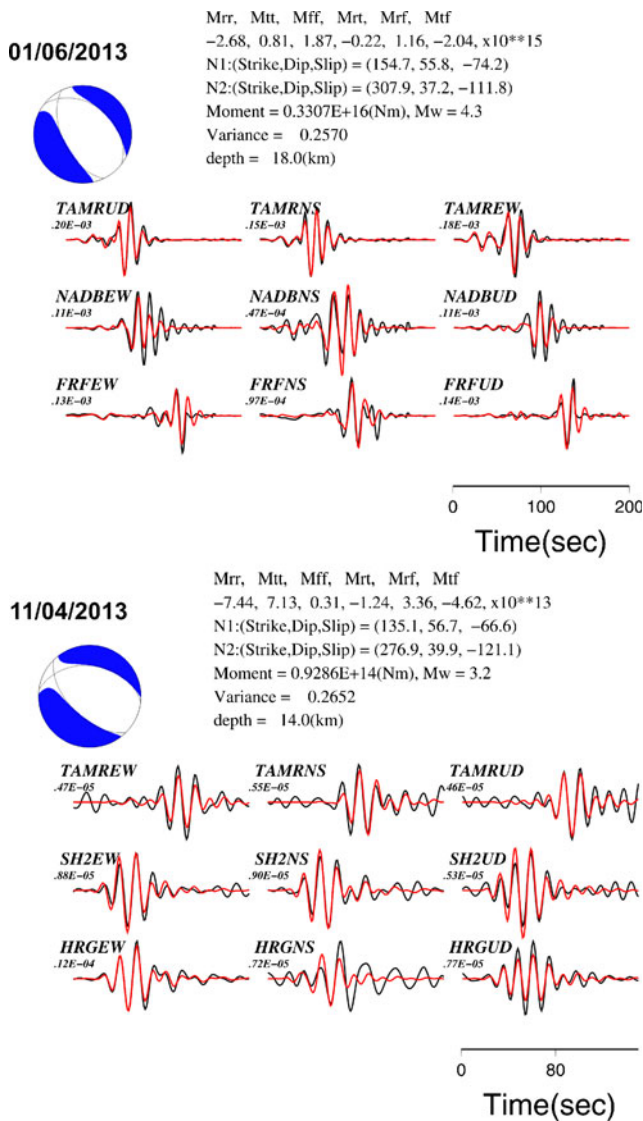 Mrr, Mtt, Mff, Mrt, Mrf, Mtf
01/06/2013
−2.68, 0.81, 1.87, −0.22, 1.16, −2.04, x10**15
N1:(Strike,Dip,Slip) = (154.7, 55.8, −74.2)
N2:(Strike,Dip,Slip) = (307.9, 37.2, −111.8)
Moment = 0.3307E+16(Nm), Mw = 4.3
Variance = 0.2570
depth = 18.0(km)
TAMRUD TAMRNS TAMREW
.20E−03 .15E−03 .18E−03
NADBEW NADBNS NADBUD
.11E−03 .47E−04 .11E−03
FRFEW FRFNS FRFUD
.13E−03 .97E−04 .14E−03
0 100 200
Time(sec)
Mrr, Mtt, Mff, Mrt, Mrf, Mtf
11/04/2013
−7.44, 7.13, 0.31, −1.24, 3.36, −4.62, x10**13
N1:(Strike,Dip,Slip) = (135.1, 56.7, −66.6)
N2:(Strike,Dip,Slip) = (276.9, 39.9, −121.1)
Moment = 0.9286E+14(Nm), Mw = 3.2
Variance = 0.2652
depth = 14.0(km)
TAMREW TAMRNS TAMRUD
.47E−05 .55E−05 .46E−05
SH2EW SH2NS SH2UD
.88E−05 .90E−05 .53E−05
HRGEW HRGNS HRGUD
.12E−04 .72E−05 .77E−05
0 80
Time(sec)